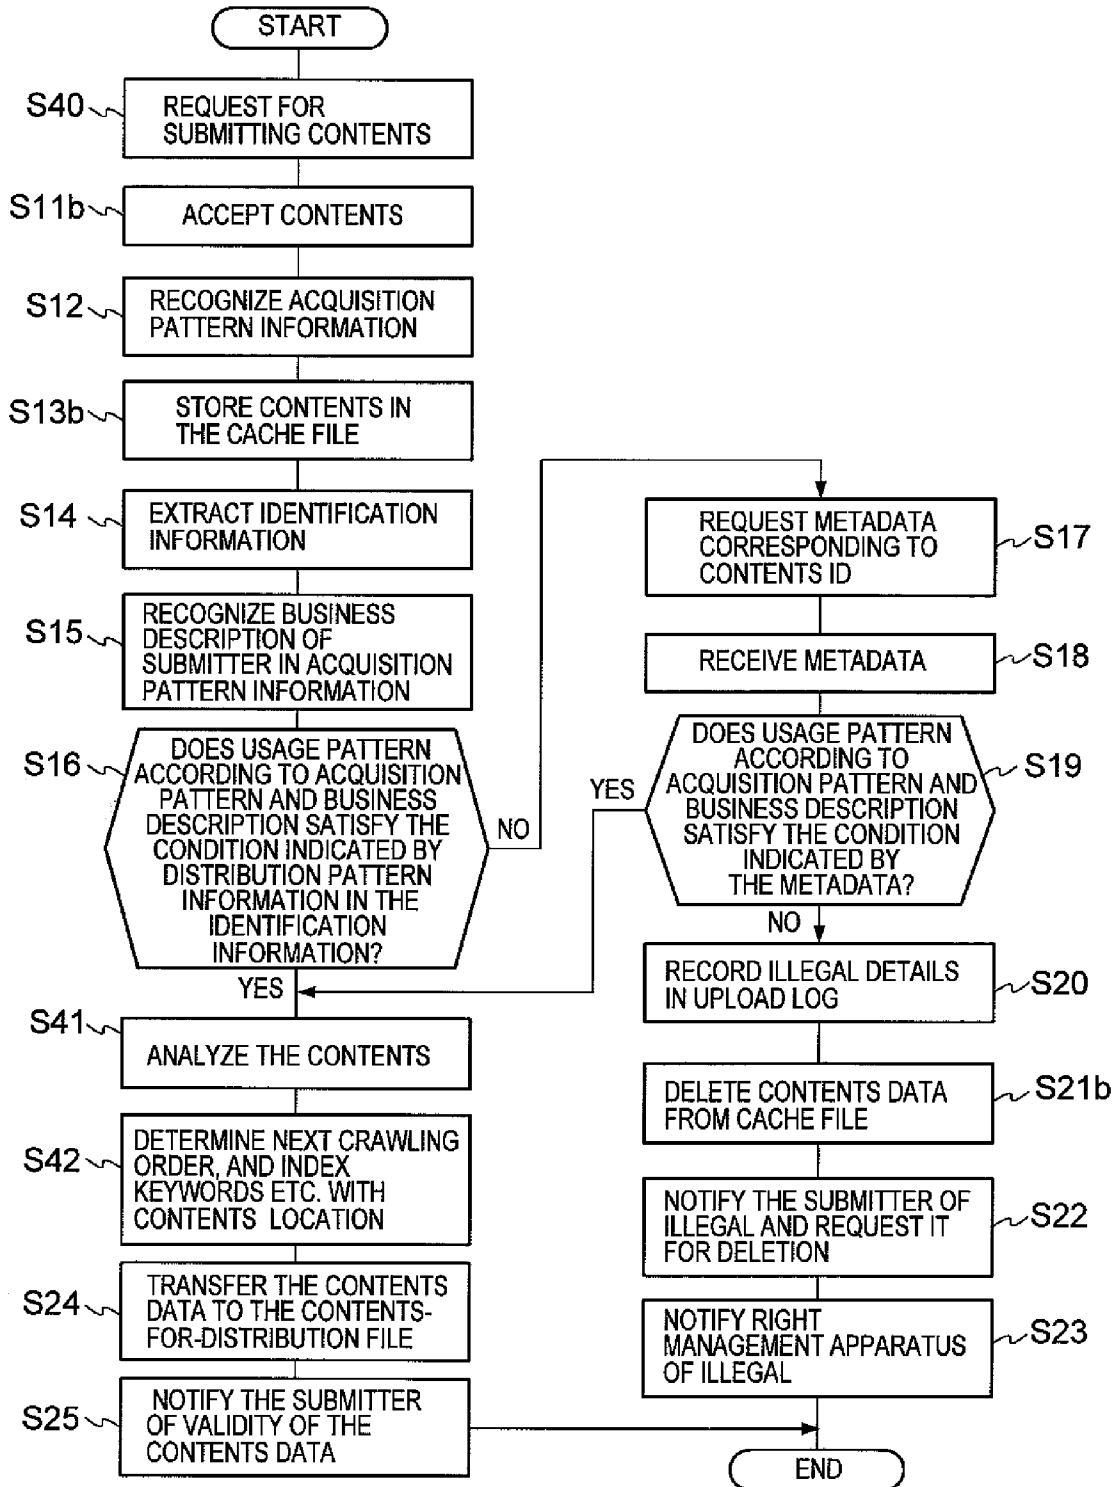 START
S40
REQUEST FOR
SUBMITTING CONTENTS
S11b
ACCEPT CONTENTS
S12
RECOGNIZE ACQUISITION
PATTERN INFORMATION
S13b
STORE CONTENTS IN
THE CACHE FILE
S14
EXTRACT IDENTIFICATION
INFORMATION
S15
RECOGNIZE BUSINESS
DESCRIPTION OF
SUBMITTER IN ACQUISITION
PATTERN INFORMATION
S16
DOES USAGE PATTERN
ACCORDING TO ACQUISITION
PATTERN AND BUSINESS
DESCRIPTION SATISFY THE
CONDITION INDICATED BY
DISTRIBUTION PATTERN
INFORMATION IN THE
IDENTIFICATION
INFORMATION?
NO
YES
S41
ANALYZE THE CONTENTS
S42
DETERMINE NEXT CRAWLING
ORDER, AND INDEX
KEYWORDS ETC. WITH
CONTENTS LOCATION
S24
TRANSFER THE CONTENTS
DATA TO THE CONTENTS-
FOR-DISTRIBUTION FILE
S25
NOTIFY THE SUBMITTER
OF VALIDITY OF THE
CONTENTS DATA
REQUEST METADATA
CORRESPONDING TO
CONTENTS ID
S17
RECEIVE METADATA
S18
DOES USAGE PATTERN
ACCORDING TO
ACQUISITION PATTERN AND
BUSINESS DESCRIPTION
SATISFY THE CONDITION
INDICATED BY
THE METADATA?
S19
YES
NO
RECORD ILLEGAL DETAILS
IN UPLOAD LOG
S20
DELETE CONTENTS DATA
FROM CACHE FILE
S21b
NOTIFY THE SUBMITTER OF
ILLEGAL AND REQUEST IT
FOR DELETION
S22
NOTIFY RIGHT
MANAGEMENT APPARATUS
OF ILLEGAL
S23
END